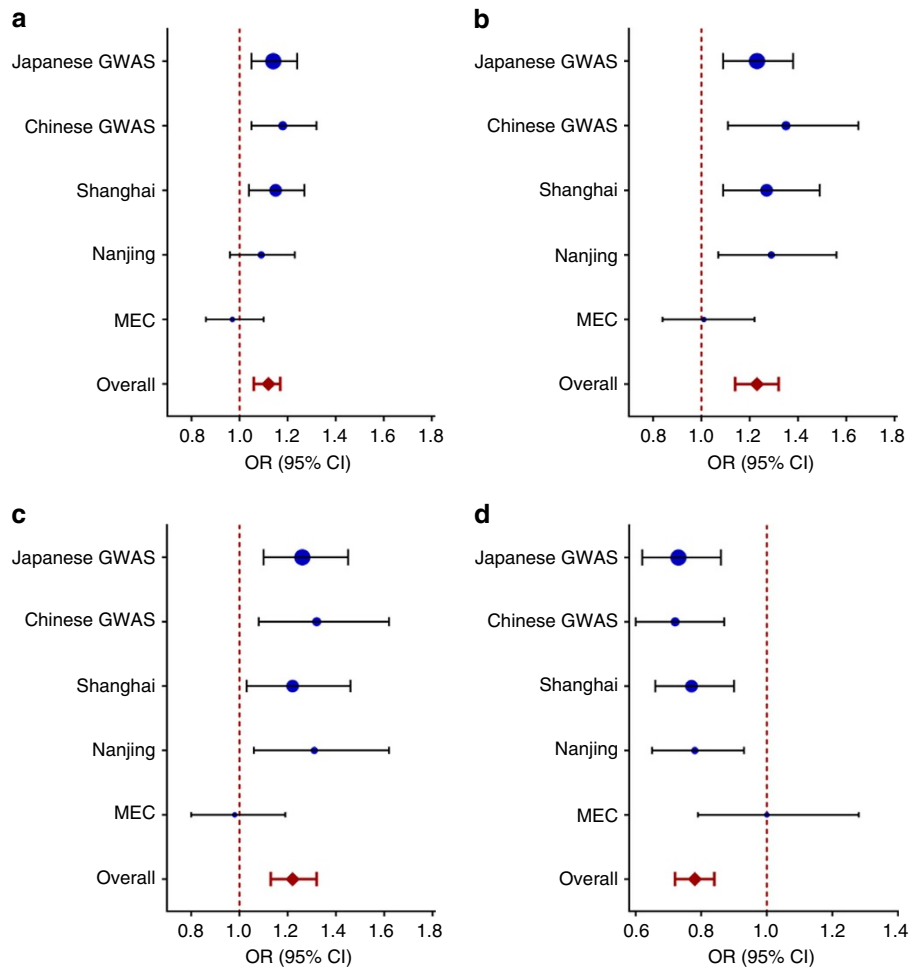 a
Japanese GWAS
Chinese GWAS
Shanghai
Nanjing
MEC
Overall
0.8 1.0 1.2 1.4 1.6 1.8
OR (95% CI)
b
Japanese GWAS
Chinese GWAS
Shanghai
Nanjing
MEC
Overall
0.8 1.0 1.2 1.4 1.6 1.8
OR (95% CI)
c
Japanese GWAS
Chinese GWAS
Shanghai
Nanjing
MEC
Overall
0.8 1.0 1.2 1.4 1.6 1.8
OR (95% CI)
d
Japanese GWAS
Chinese GWAS
Shanghai
Nanjing
MEC
Overall
0.6 0.8 1.0 1.2 1.4
OR (95% CI)